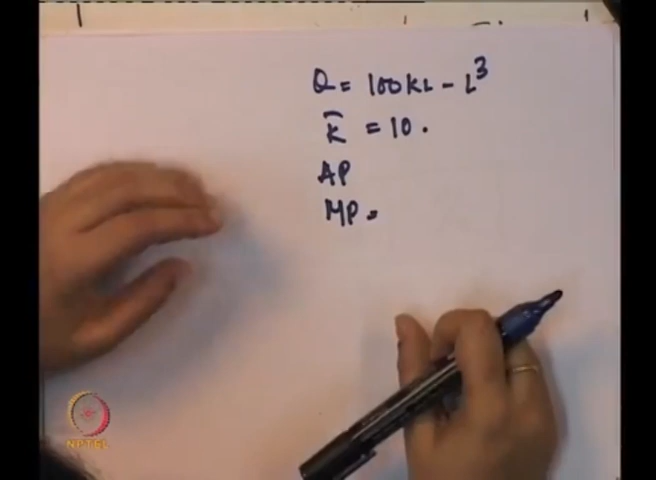 Q = 100KL - L³
K̅ = 10.
AP
MP =
NPTEL